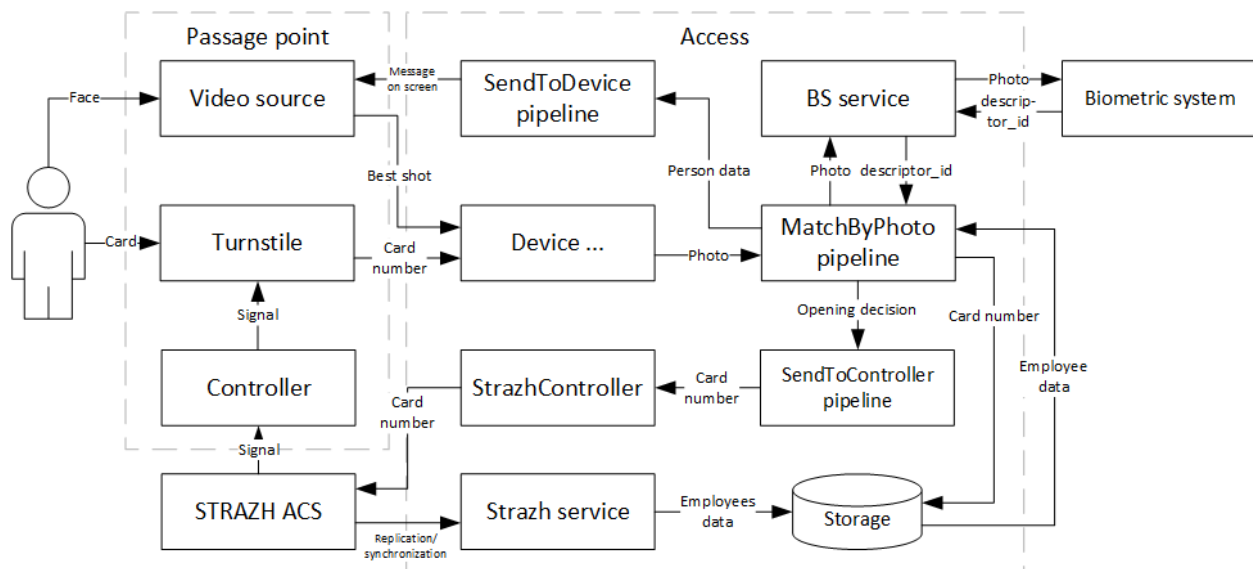 Passage point
Access
Face
Video source
Message
on screen
SendToDevice
pipeline
BS service
Photo
descrip-
tor_id
Biometric system
Best shot
Person data
Photo
descriptor_id
Card
Turnstile
Card
number
Device ...
Photo
MatchByPhoto
pipeline
Signal
Opening decision
Card number
Controller
Card
number
StrazhController
Card
number
SendToController
pipeline
Employee
data
Signal
STRAZH ACS
Replication/
synchronization
Strazh service
Employees
data
Storage